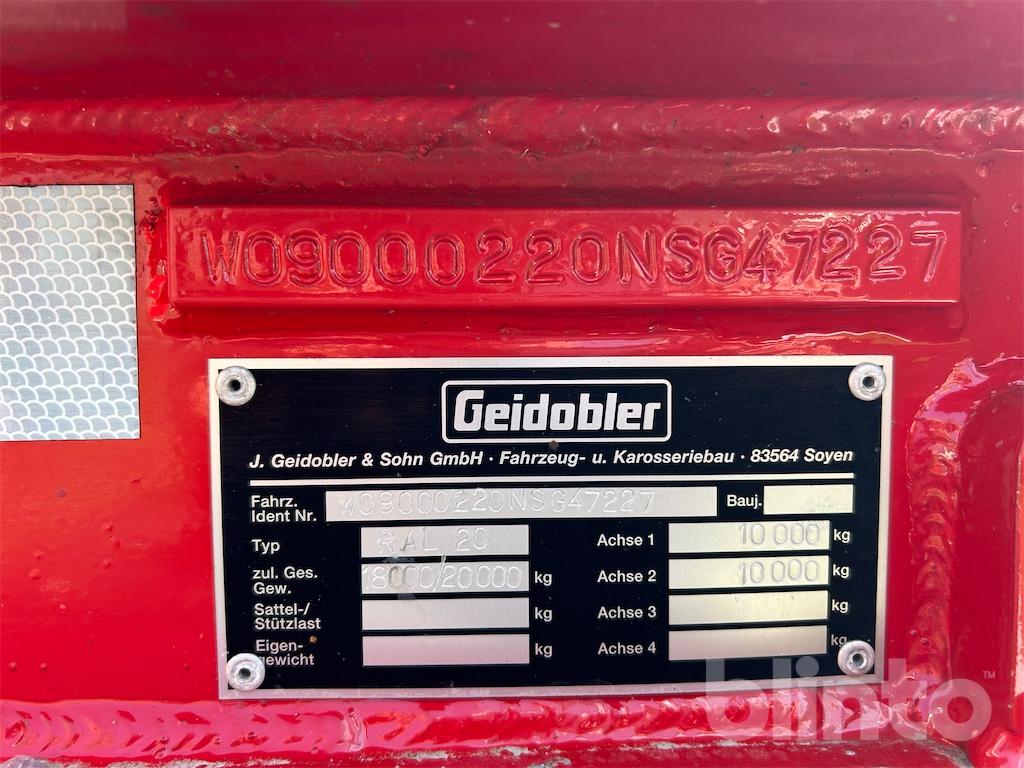 W09000220NSG47227
Geidobler
J. Geidobler & Sohn GmbH · Fahrzeug- u. Karosseriebau · 83564 Soyen
Fahrz. Ident Nr. W09000220NSG47227 Bauj.
Typ RAL 20 Achse 1 10 000 kg
zul. Ges. Gew. 18000/20000 kg Achse 2 10 000 kg
Sattel-/ Stützlast kg Achse 3 kg
Eigen- gewicht kg Achse 4 kg
blinto™